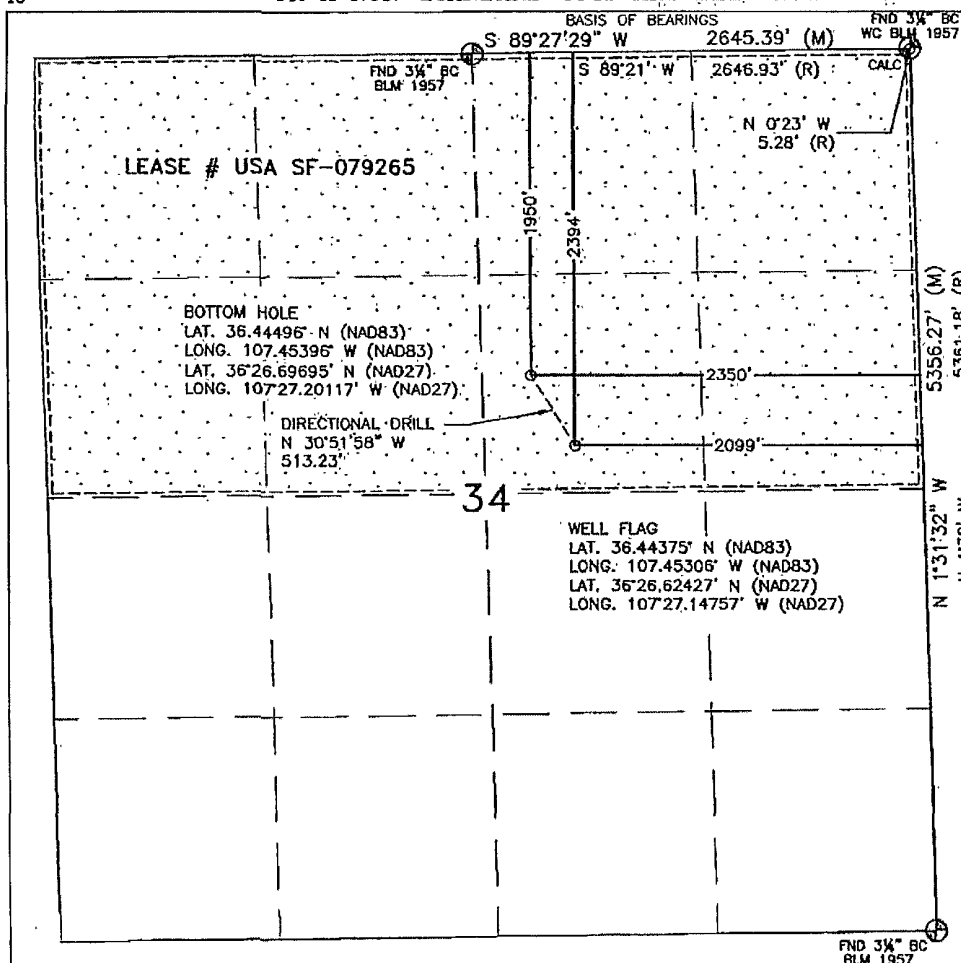 BASIS OF BEARINGS
S 89°27'29" W 2645.39' (M)
FND 3¼" BC
WC BLM 1957
FND 3¼" BC
BLM 1957
S 89°21' W 2646.93' (R)
CALC
N 0°23' W
5.28' (R)
LEASE # USA SF-079265
1950'
2394'
BOTTOM HOLE
LAT. 36.44496° N (NAD83)
LONG. 107.45396° W (NAD83)
LAT. 36°26.69695' N (NAD27)
LONG. 107°27.20117' W (NAD27)
2350'
DIRECTIONAL DRILL
N 30°51'58" W
513.23'
2099'
5356.27' (M)
5361.18' (R)
34
WELL FLAG
LAT. 36.44375° N (NAD83)
LONG. 107.45306° W (NAD83)
LAT. 36°26.62427' N (NAD27)
LONG. 107°27.14757' W (NAD27)
N 1°31'32" W
FND 3¼" BC
BLM 1957